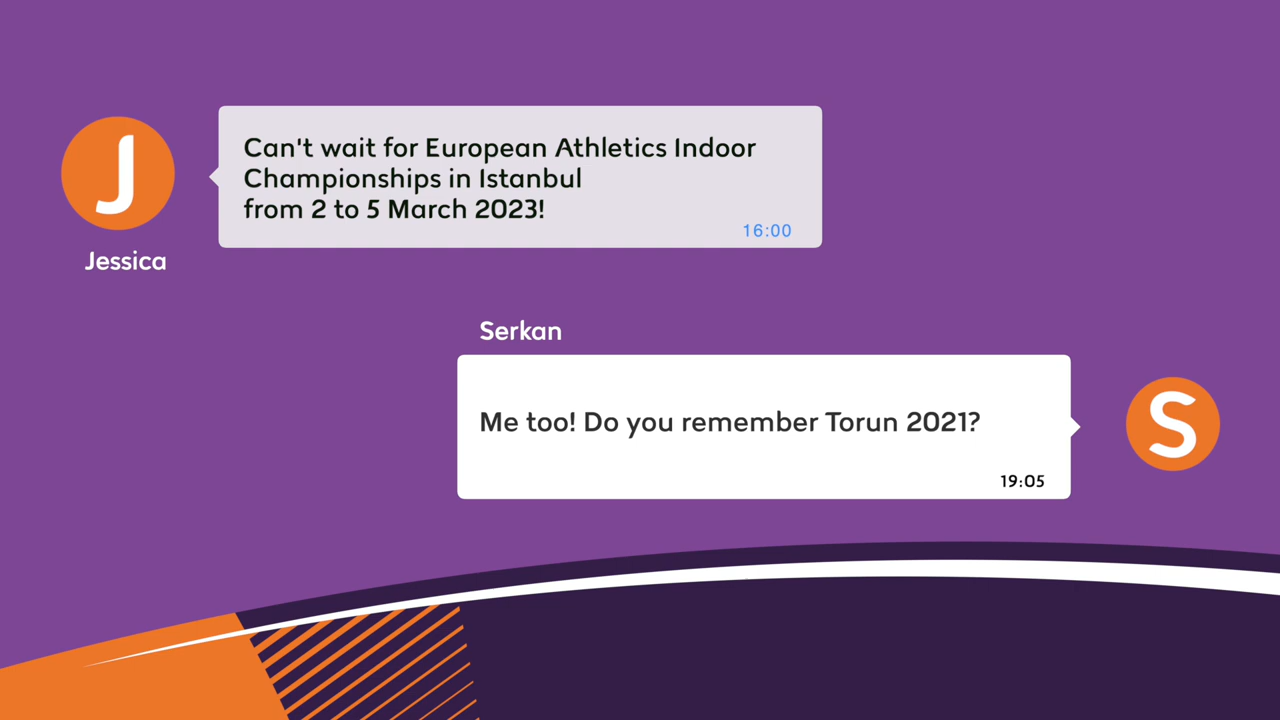 J
Can't wait for European Athletics Indoor
Championships in Istanbul
from 2 to 5 March 2023!
16:00
Jessica
Serkan
Me too! Do you remember Torun 2021?
19:05
S